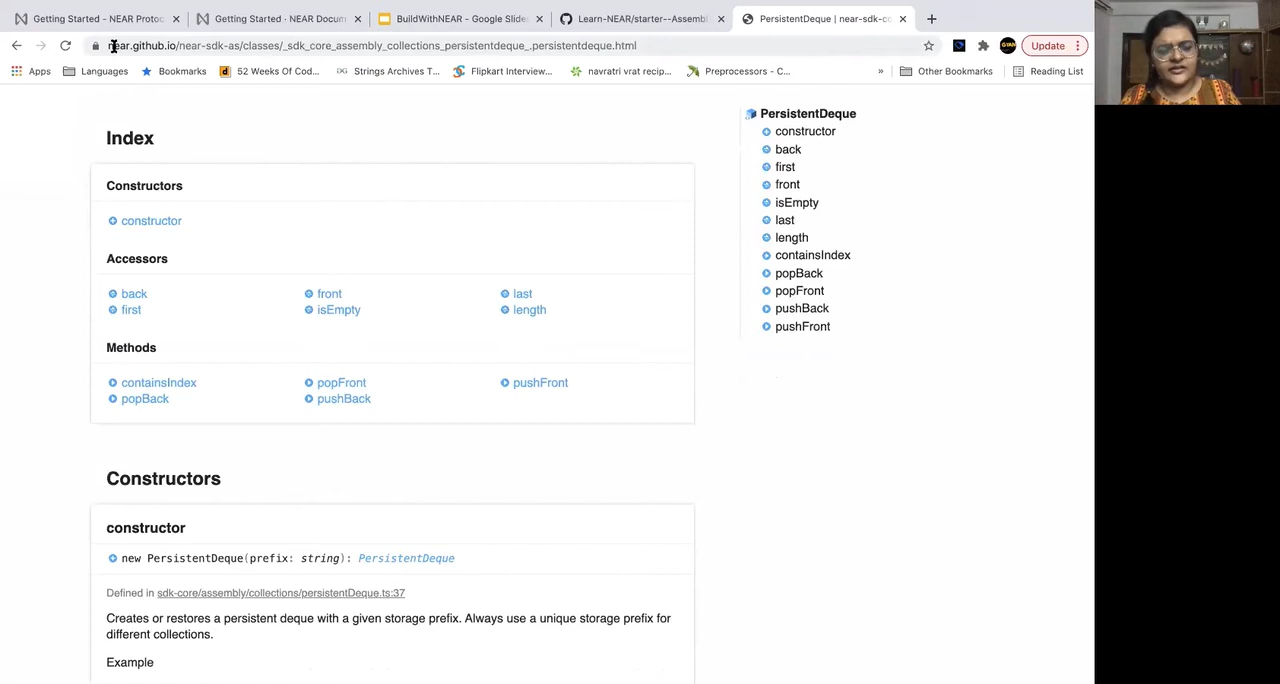 Getting Started - NEAR Protoc
Getting Started · NEAR Docum
BuildWithNEAR - Google Slides
Learn-NEAR/starter--Assembl
PersistentDeque | near-sdk-co
near.github.io/near-sdk-as/classes/_sdk_core_assembly_collections_persistentdeque_.persistentdeque.html
Update
Apps
Languages
Bookmarks
52 Weeks Of Cod...
Strings Archives T...
Flipkart Interview...
navratri vrat recip...
Preprocessors - C...
»
Other Bookmarks
Reading List
Index
Constructors
constructor
Accessors
back front last
first isEmpty length
Methods
containsIndex popFront pushFront
popBack pushBack
Constructors
constructor
new PersistentDeque(prefix: string): PersistentDeque
Defined in sdk-core/assembly/collections/persistentDeque.ts:37
Creates or restores a persistent deque with a given storage prefix. Always use a unique storage prefix for
different collections.
Example
PersistentDeque
constructor
back
first
front
isEmpty
last
length
containsIndex
popBack
popFront
pushBack
pushFront